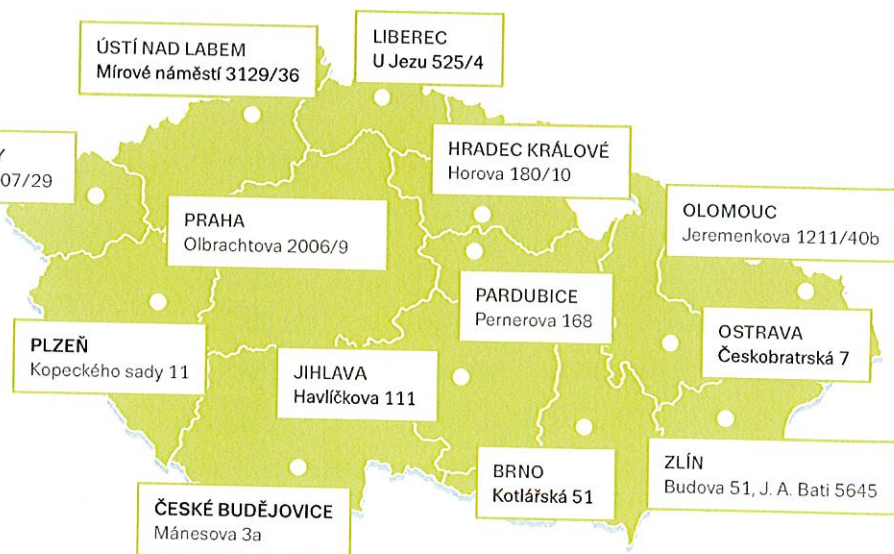 ÚSTÍ NAD LABEM
Mírové náměstí 3129/36
LIBEREC
U Jezu 525/4
Y
07/29
HRADEC KRÁLOVÉ
Horova 180/10
PRAHA
Olbrachtova 2006/9
OLOMOUC
Jeremenkova 1211/40b
PARDUBICE
Pernerova 168
OSTRAVA
Českobratrská 7
PLZEŇ
Kopeckého sady 11
JIHLAVA
Havlíčkova 111
BRNO
Kotlářská 51
ZLÍN
Budova 51, J. A. Bati 5645
ČESKÉ BUDĚJOVICE
Mánesova 3a